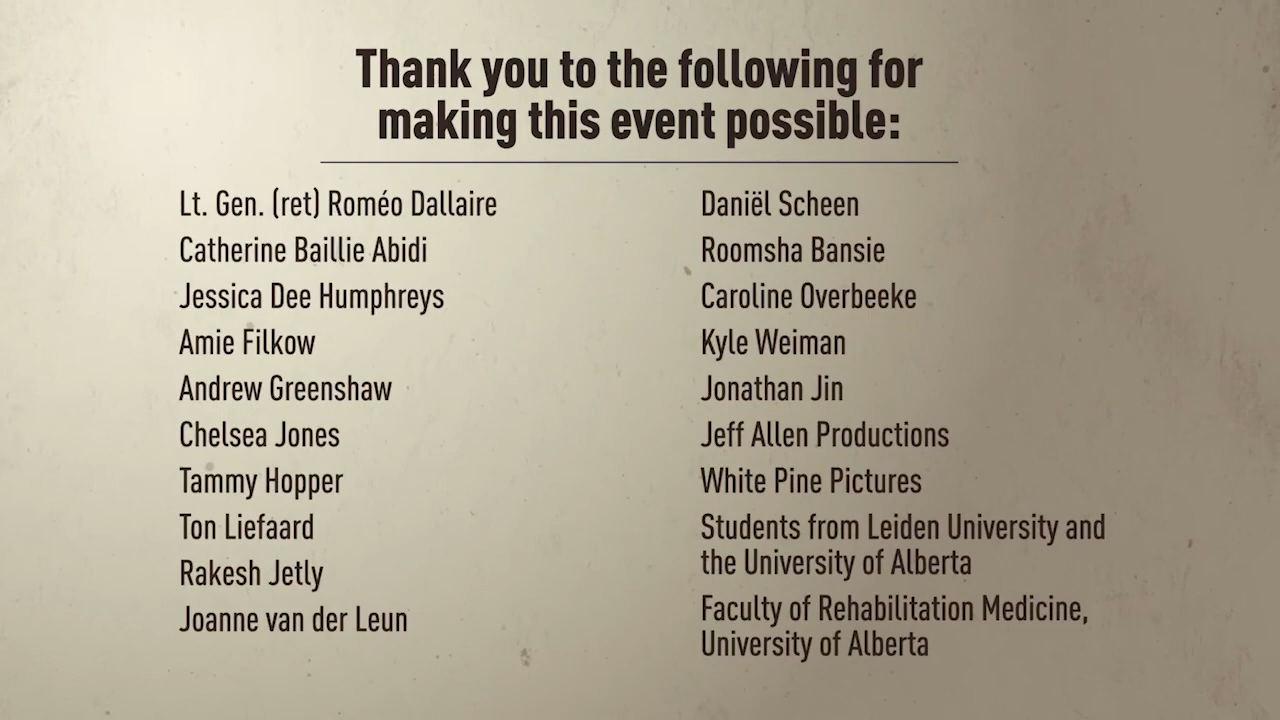 Thank you to the following for
making this event possible:
Lt. Gen. (ret) Roméo Dallaire
Catherine Baillie Abidi
Jessica Dee Humphreys
Amie Filkow
Andrew Greenshaw
Chelsea Jones
Tammy Hopper
Ton Liefaard
Rakesh Jetly
Joanne van der Leun
Daniël Scheen
Roomsha Bansie
Caroline Overbeeke
Kyle Weiman
Jonathan Jin
Jeff Allen Productions
White Pine Pictures
Students from Leiden University and
the University of Alberta
Faculty of Rehabilitation Medicine,
University of Alberta